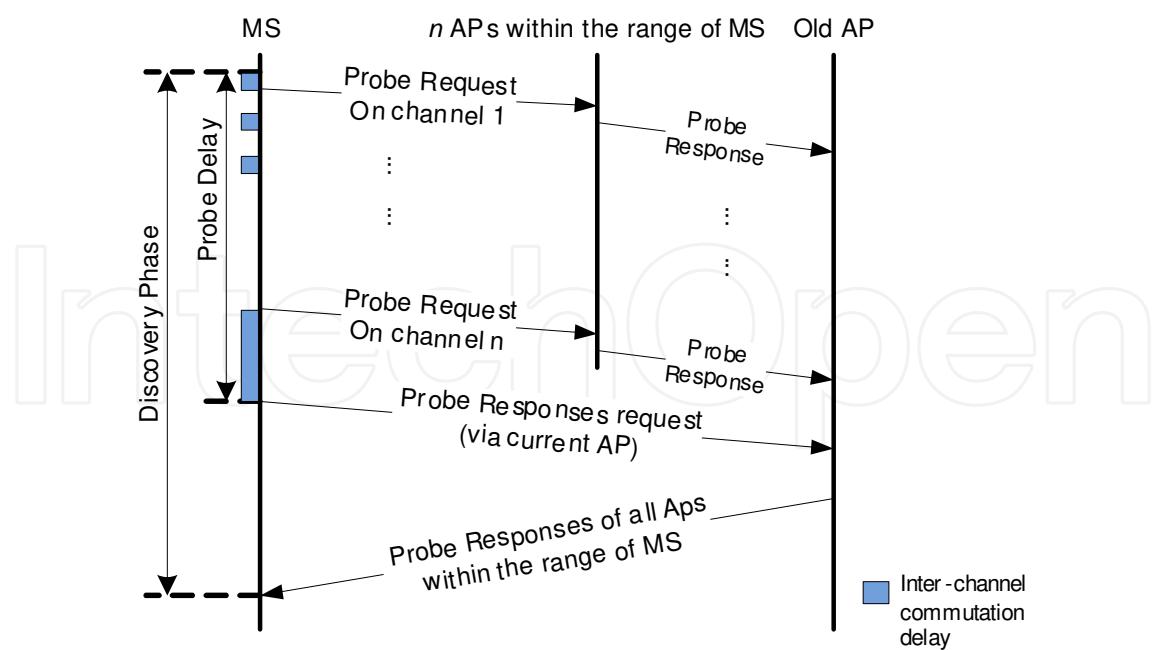 MS
n APs within the range of MS
Old AP
Probe Request
On channel 1
Probe
Response
⋮
⋮
⋮
⋮
Discovery Phase
Probe Delay
Probe Request
On channel n
Probe
Response
Probe Responses request
(via current AP)
Probe Responses of all Aps
within the range of MS
Inter-channel
commutation
delay
IntechOpen